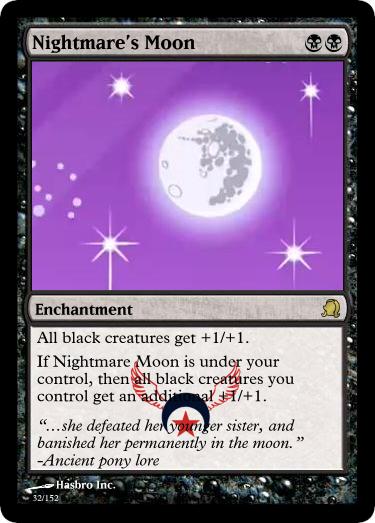 Nightmare's Moon
Enchantment
All black creatures get +1/+1.
If Nightmare Moon is under your
control, then all black creatures you
control get an additional +1/+1.
“...she defeated her younger sister, and
banished her permanently in the moon.”
-Ancient pony lore
Hasbro Inc.
32/152